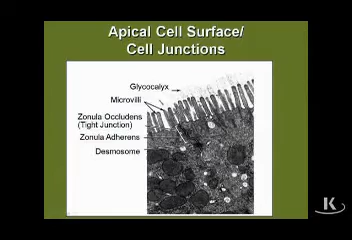 Apical Cell Surface/
Cell Junctions
Glycocalyx
Microvilli
Zonula Occludens
(Tight Junction)
Zonula Adherens
Desmosome
K